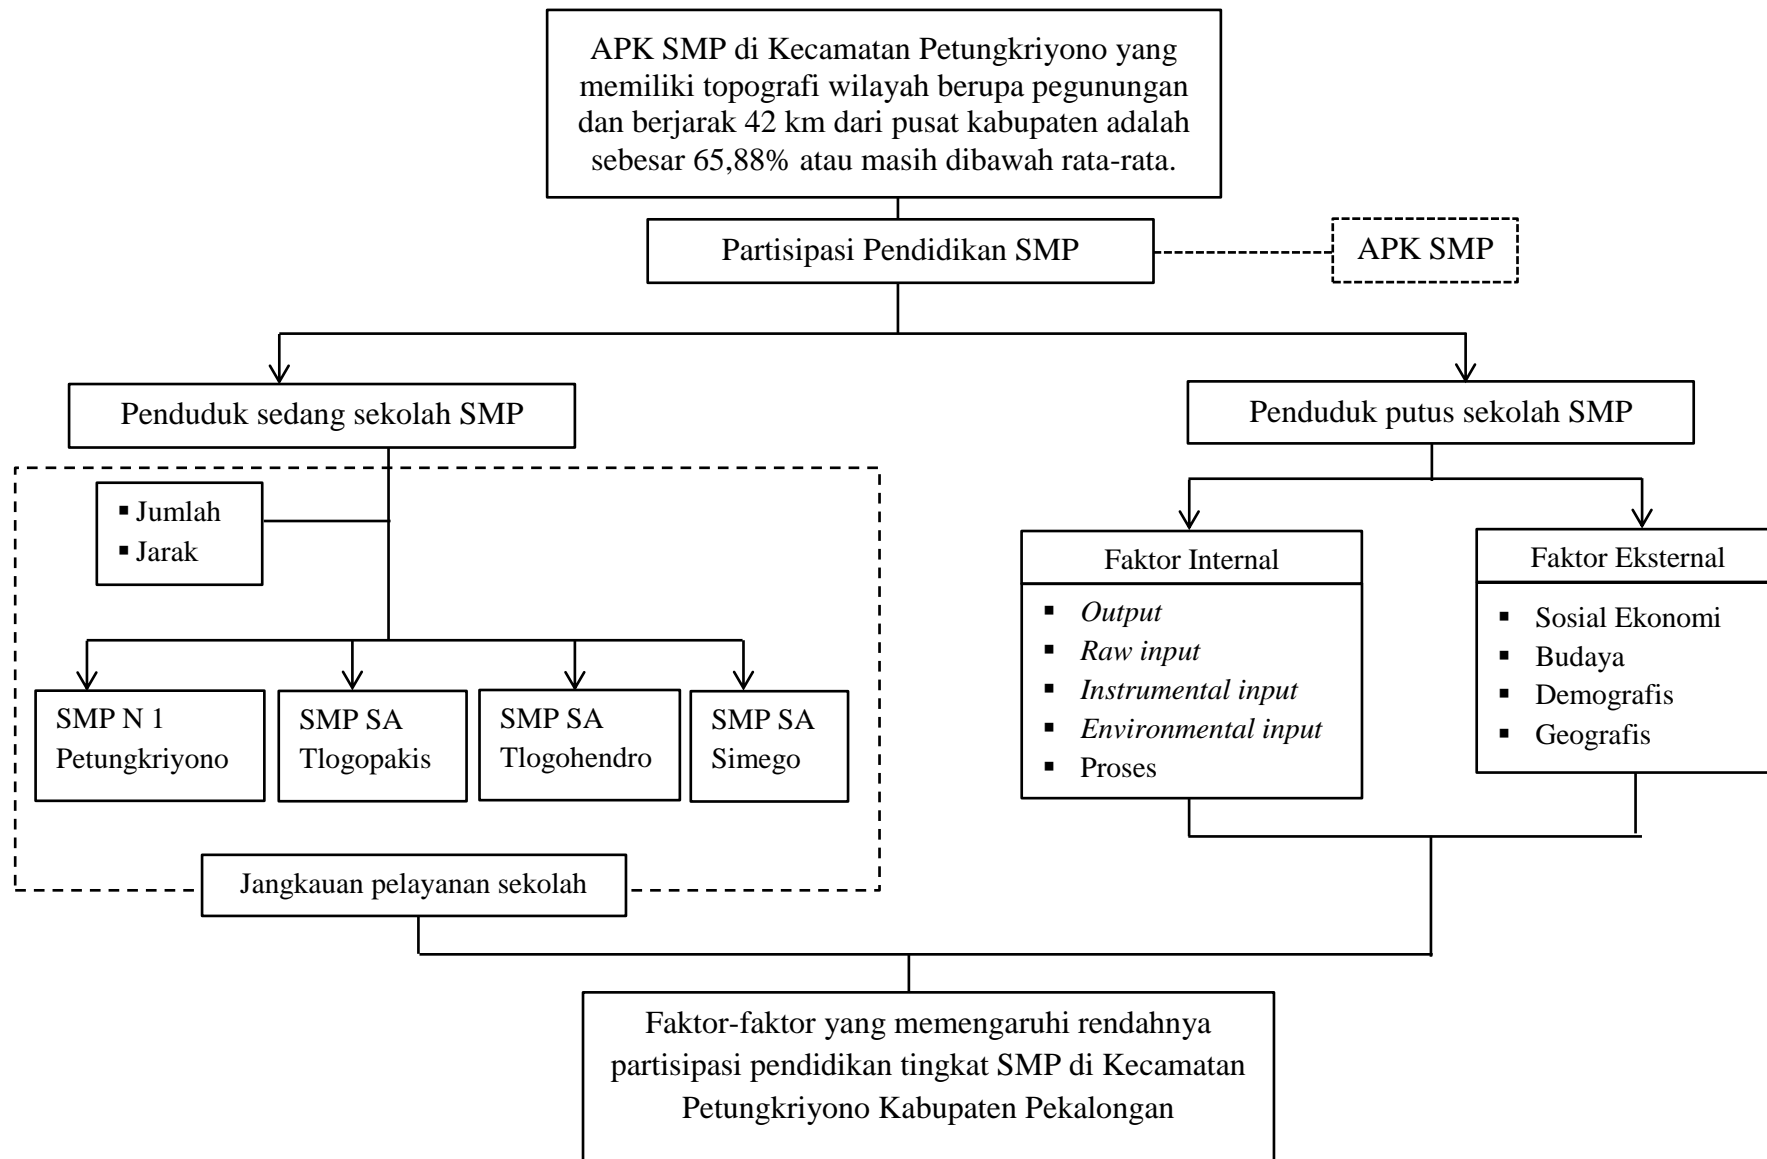 APK SMP di Kecamatan Petungkriyono yang
memiliki topografi wilayah berupa pegunungan
dan berjarak 42 km dari pusat kabupaten adalah
sebesar 65,88% atau masih dibawah rata-rata.
Partisipasi Pendidikan SMP
APK SMP
Penduduk sedang sekolah SMP
Penduduk putus sekolah SMP
▪ Jumlah
▪ Jarak
SMP N 1
Petungkriyono
SMP SA
Tlogopakis
SMP SA
Tlogohendro
SMP SA
Simego
Jangkauan pelayanan sekolah
Faktor Internal
▪ Output
▪ Raw input
▪ Instrumental input
▪ Environmental input
▪ Proses
Faktor Eksternal
▪ Sosial Ekonomi
▪ Budaya
▪ Demografis
▪ Geografis
Faktor-faktor yang memengaruhi rendahnya
partisipasi pendidikan tingkat SMP di Kecamatan
Petungkriyono Kabupaten Pekalongan